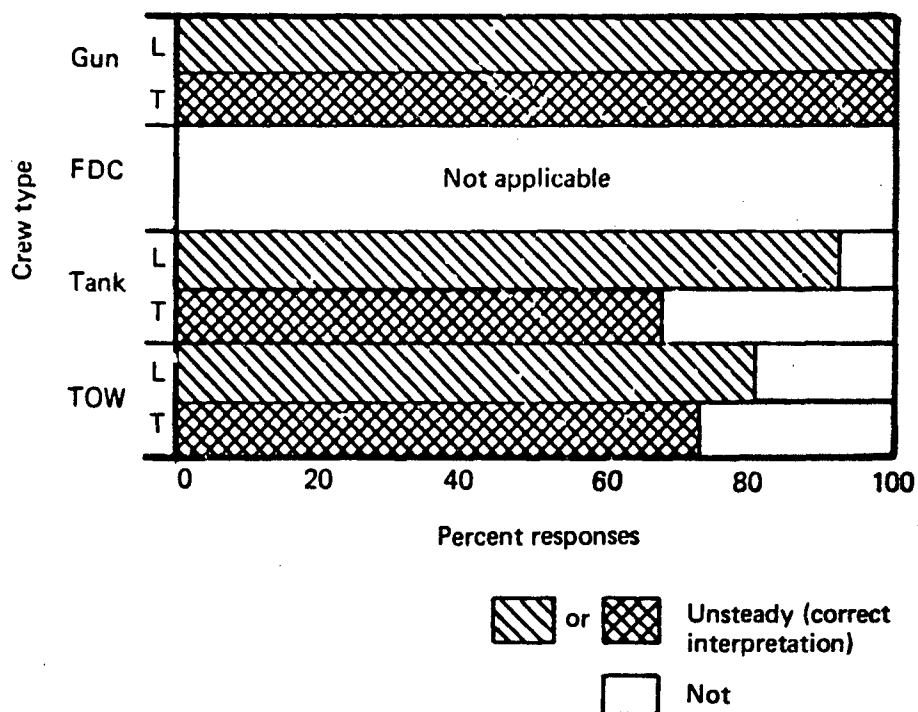 Crew type
Gun
L
T
FDC
Not applicable
Tank
L
T
TOW
L
T
0 20 40 60 80 100
Percent responses
or
Unsteady (correct
interpretation)
Not